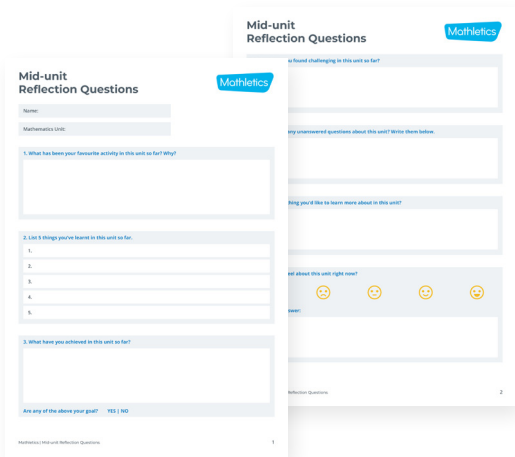 Mid-unit
Reflection Questions
Mathletics
Name:
Mathematics Unit:
1. What has been your favourite activity in this unit so far? Why?
2. List 5 things you've learnt in this unit so far.
1.
2.
3.
4.
5.
3. What have you achieved in this unit so far?
Are any of the above your goal? YES | NO
Mathletics | Mid-unit Reflection Questions
1
Mid-unit
Reflection Questions
Mathletics
found challenging in this unit so far?
any unanswered questions about this unit? Write them below.
you'd like to learn more about in this unit?
about this unit right now?
Reflection Questions
2